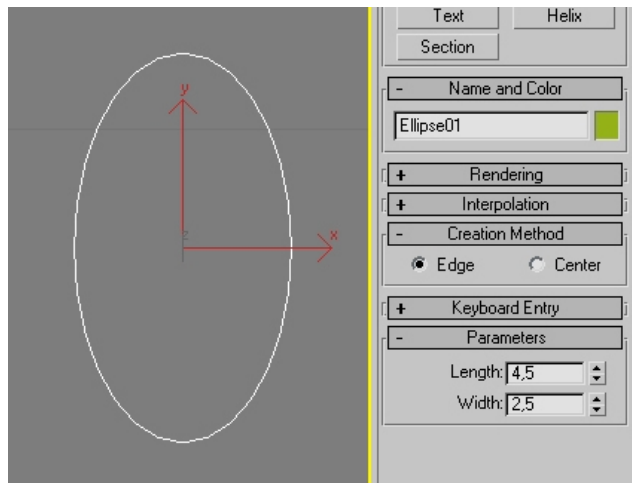 y
z
x
Text Helix
Section
- Name and Color
Ellipse01
+ Rendering
+ Interpolation
- Creation Method
Edge Center
+ Keyboard Entry
- Parameters
Length: 4,5
Width: 2,5